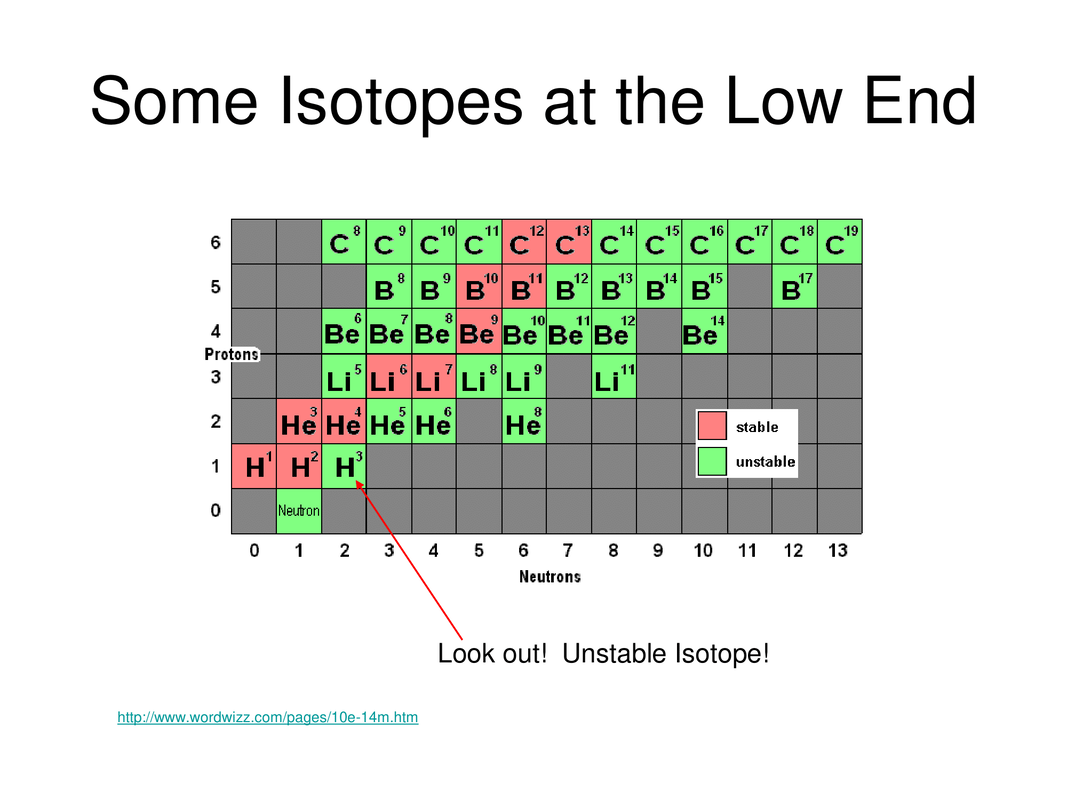 Some Isotopes at the Low End
6 C 8 C 9 C 10 C 11 C 12 C 13 C 14 C 15 C 16 C 17 C 18 C 19
5 B 8 B 9 B 10 B 11 B 12 B 13 B 14 B 15 B 17
4 Be 6 Be 7 Be 8 Be 9 Be 10 Be 11 Be 12 Be 14
Protons
3 Li 5 Li 6 Li 7 Li 8 Li 9 Li 11
2 He 3 He 4 He 5 He 6 He 8
stable
1 H 1 H 2 H 3
unstable
0 Neutron
0 1 2 3 4 5 6 7 8 9 10 11 12 13
Neutrons
Look out! Unstable Isotope!
http://www.wordwizz.com/pages/10e-14m.htm